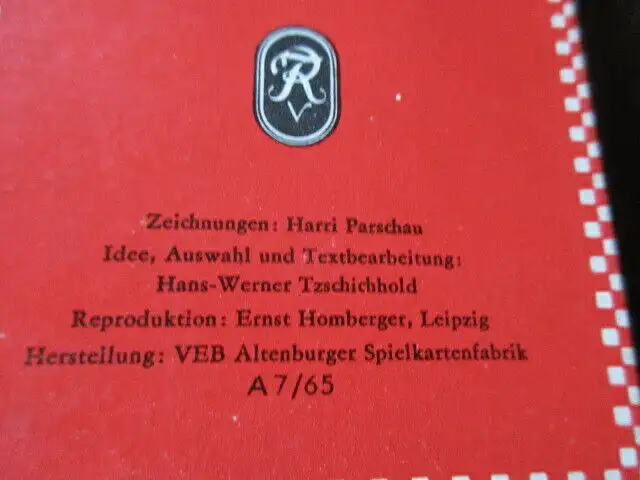 Zeichnungen: Harri Parschau
Idee, Auswahl und Textbearbeitung:
Hans-Werner Tzschichhold
Reproduktion: Ernst Homberger, Leipzig
Herstellung: VEB Altenburger Spielkartenfabrik
A 7/65